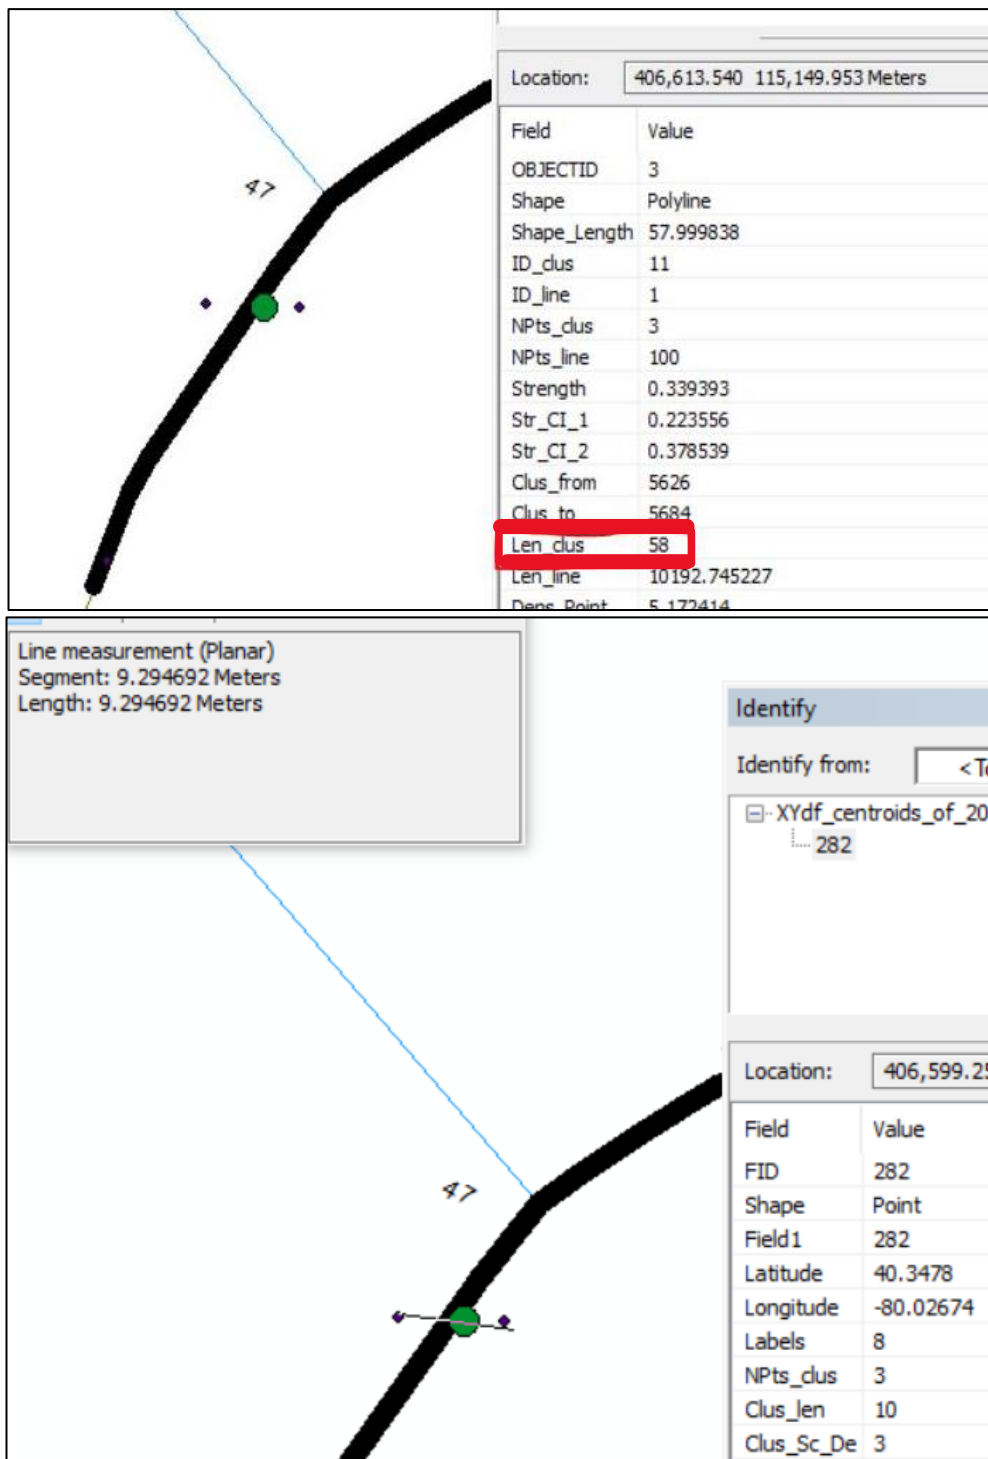 47
Location: 406,613.540 115,149.953 Meters
Field Value
OBJECTID 3
Shape Polyline
Shape_Length 57.999838
ID_clus 11
ID_line 1
NPts_clus 3
NPts_line 100
Strength 0.339393
Str_CI_1 0.223556
Str_CI_2 0.378539
Clus_from 5626
Clus_to 5684
Len_clus 58
Len_line 10192.745227
Dens_Point 5.172414
Line measurement (Planar)
Segment: 9.294692 Meters
Length: 9.294692 Meters
47
Identify
Identify from: <To
XYdf_centroids_of_20
282
Location: 406,599.25
Field Value
FID 282
Shape Point
Field1 282
Latitude 40.3478
Longitude -80.02674
Labels 8
NPts_clus 3
Clus_len 10
Clus_Sc_De 3